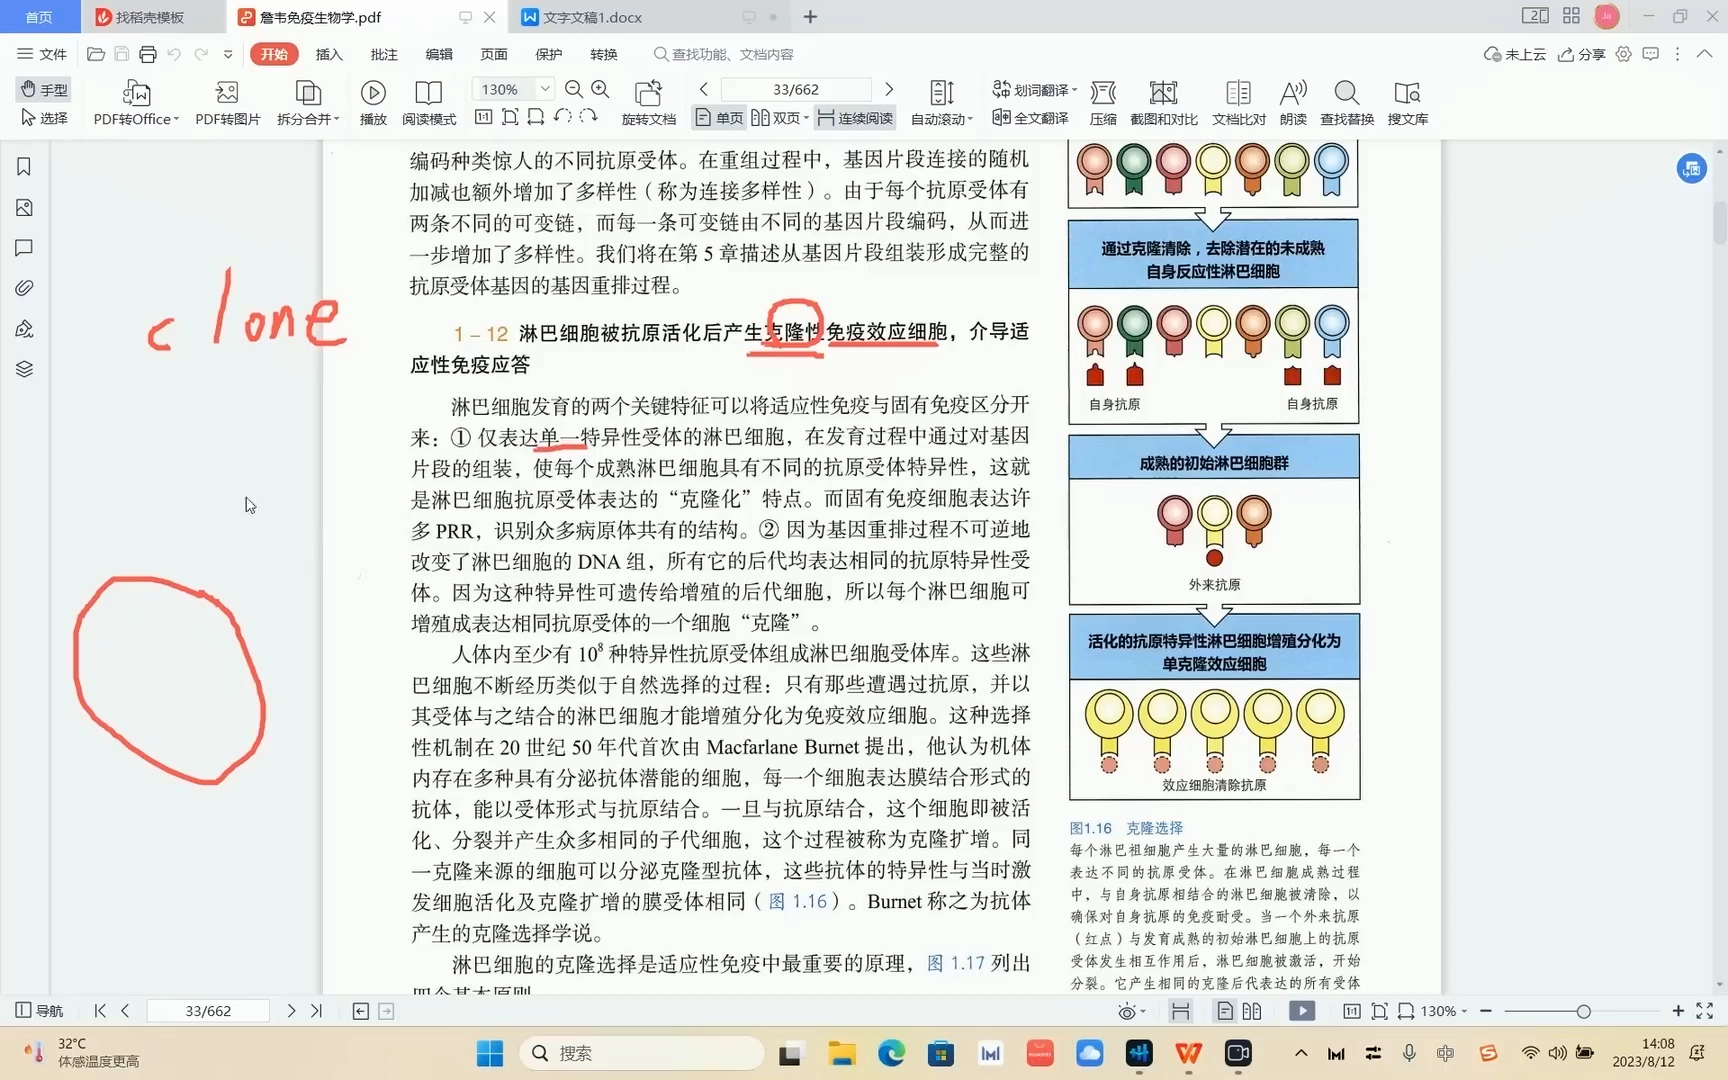 首页
找稻壳模板
詹韦免疫生物学.pdf
文字文稿1.docx
文件
开始
插入
批注
编辑
页面
保护
转换
查找功能、文档内容
未上云
分享
手型
选择
PDF转Office
PDF转图片
拆分合并
播放
阅读模式
130%
旋转文档
33/662
单页
双页
连续阅读
自动滚动
划词翻译
全文翻译
压缩
截图和对比
文档比对
朗读
查找替换
搜文库
编码种类惊人的不同抗原受体。在重组过程中，基因片段连接的随机
加减也额外增加了多样性（称为连接多样性）。由于每个抗原受体有
两条不同的可变链，而每一条可变链由不同的基因片段编码，从而进
一步增加了多样性。我们将在第 5 章描述从基因片段组装形成完整的
抗原受体基因的基因重排过程。
clone
1-12 淋巴细胞被抗原活化后产生克隆性免疫效应细胞，介导适
应性免疫应答
淋巴细胞发育的两个关键特征可以将适应性免疫与固有免疫区分开
来：① 仅表达单一特异性受体的淋巴细胞，在发育过程中通过对基因
片段的组装，使每个成熟淋巴细胞具有不同的抗原受体特异性，这就
是淋巴细胞抗原受体表达的“克隆化”特点。而固有免疫细胞表达许
多 PRR，识别众多病原体共有的结构。② 因为基因重排过程不可逆地
改变了淋巴细胞的 DNA 组，所有它的后代均表达相同的抗原特异性受
体。因为这种特异性可遗传给增殖的后代细胞，所以每个淋巴细胞可
增殖成表达相同抗原受体的一个细胞“克隆”。
人体内至少有 10⁸ 种特异性抗原受体组成淋巴细胞受体库。这些淋
巴细胞不断经历类似于自然选择的过程：只有那些遭遇过抗原，并以
其受体与之结合的淋巴细胞才能增殖分化为免疫效应细胞。这种选择
性机制在 20 世纪 50 年代首次由 Macfarlane Burnet 提出，他认为机体
内存在多种具有分泌抗体潜能的细胞，每一个细胞表达膜结合形式的
抗体，能以受体形式与抗原结合。一旦与抗原结合，这个细胞即被活
化、分裂并产生众多相同的子代细胞，这个过程被称为克隆扩增。同
一克隆来源的细胞可以分泌克隆型抗体，这些抗体的特异性与当时激
发细胞活化及克隆扩增的膜受体相同（图 1.16）。Burnet 称之为抗体
产生的克隆选择学说。
淋巴细胞的克隆选择是适应性免疫中最重要的原理，图 1.17 列出
四个基本原则
通过克隆清除，去除潜在的未成熟
自身反应性淋巴细胞
自身抗原
自身抗原
成熟的初始淋巴细胞群
外来抗原
活化的抗原特异性淋巴细胞增殖分化为
单克隆效应细胞
效应细胞清除抗原
图1.16 克隆选择
每个淋巴祖细胞产生大量的淋巴细胞，每一个
表达不同的抗原受体。在淋巴细胞成熟过程
中，与自身抗原相结合的淋巴细胞被清除，以
确保对自身抗原的免疫耐受。当一个外来抗原
（红点）与发育成熟的初始淋巴细胞上的抗原
受体发生相互作用后，淋巴细胞被激活，开始
分裂。它产生相同的克隆后代表达的所有受体
导航
33/662
130%
32°C
体感温度更高
搜索
中
14:08
2023/8/12